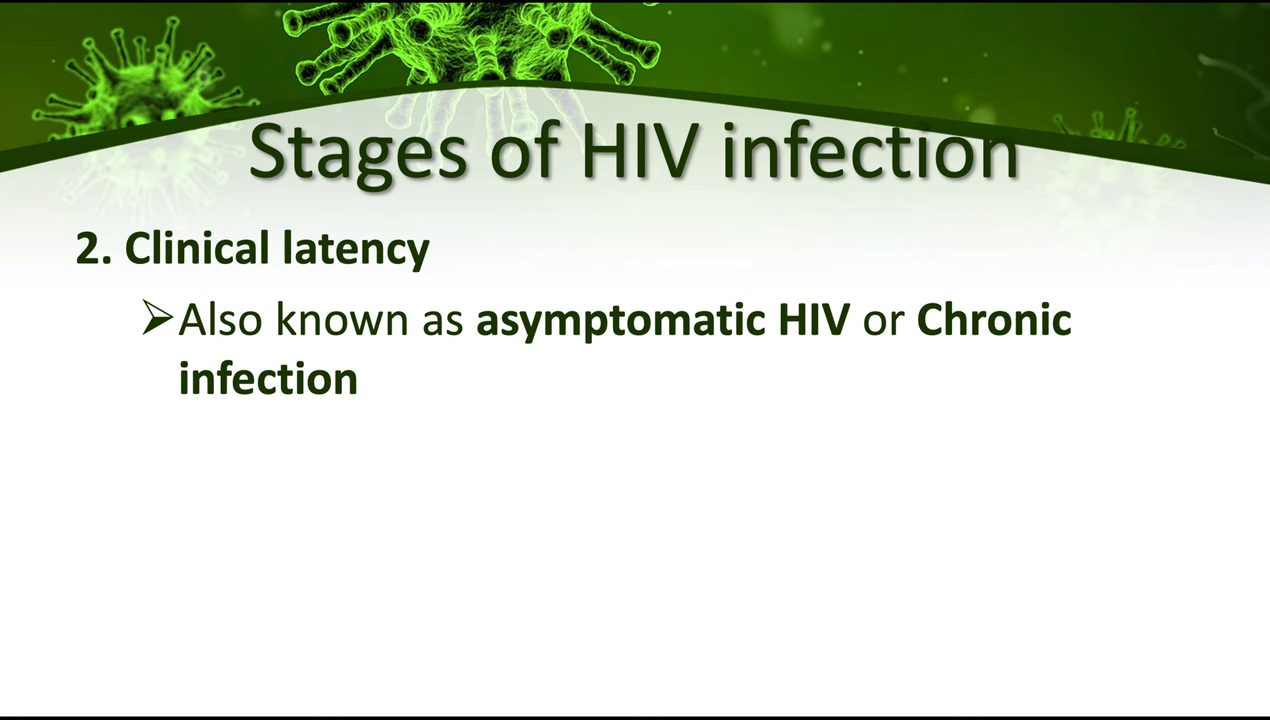 Stages of HIV infection
2. Clinical latency
➢Also known as asymptomatic HIV or Chronic
infection